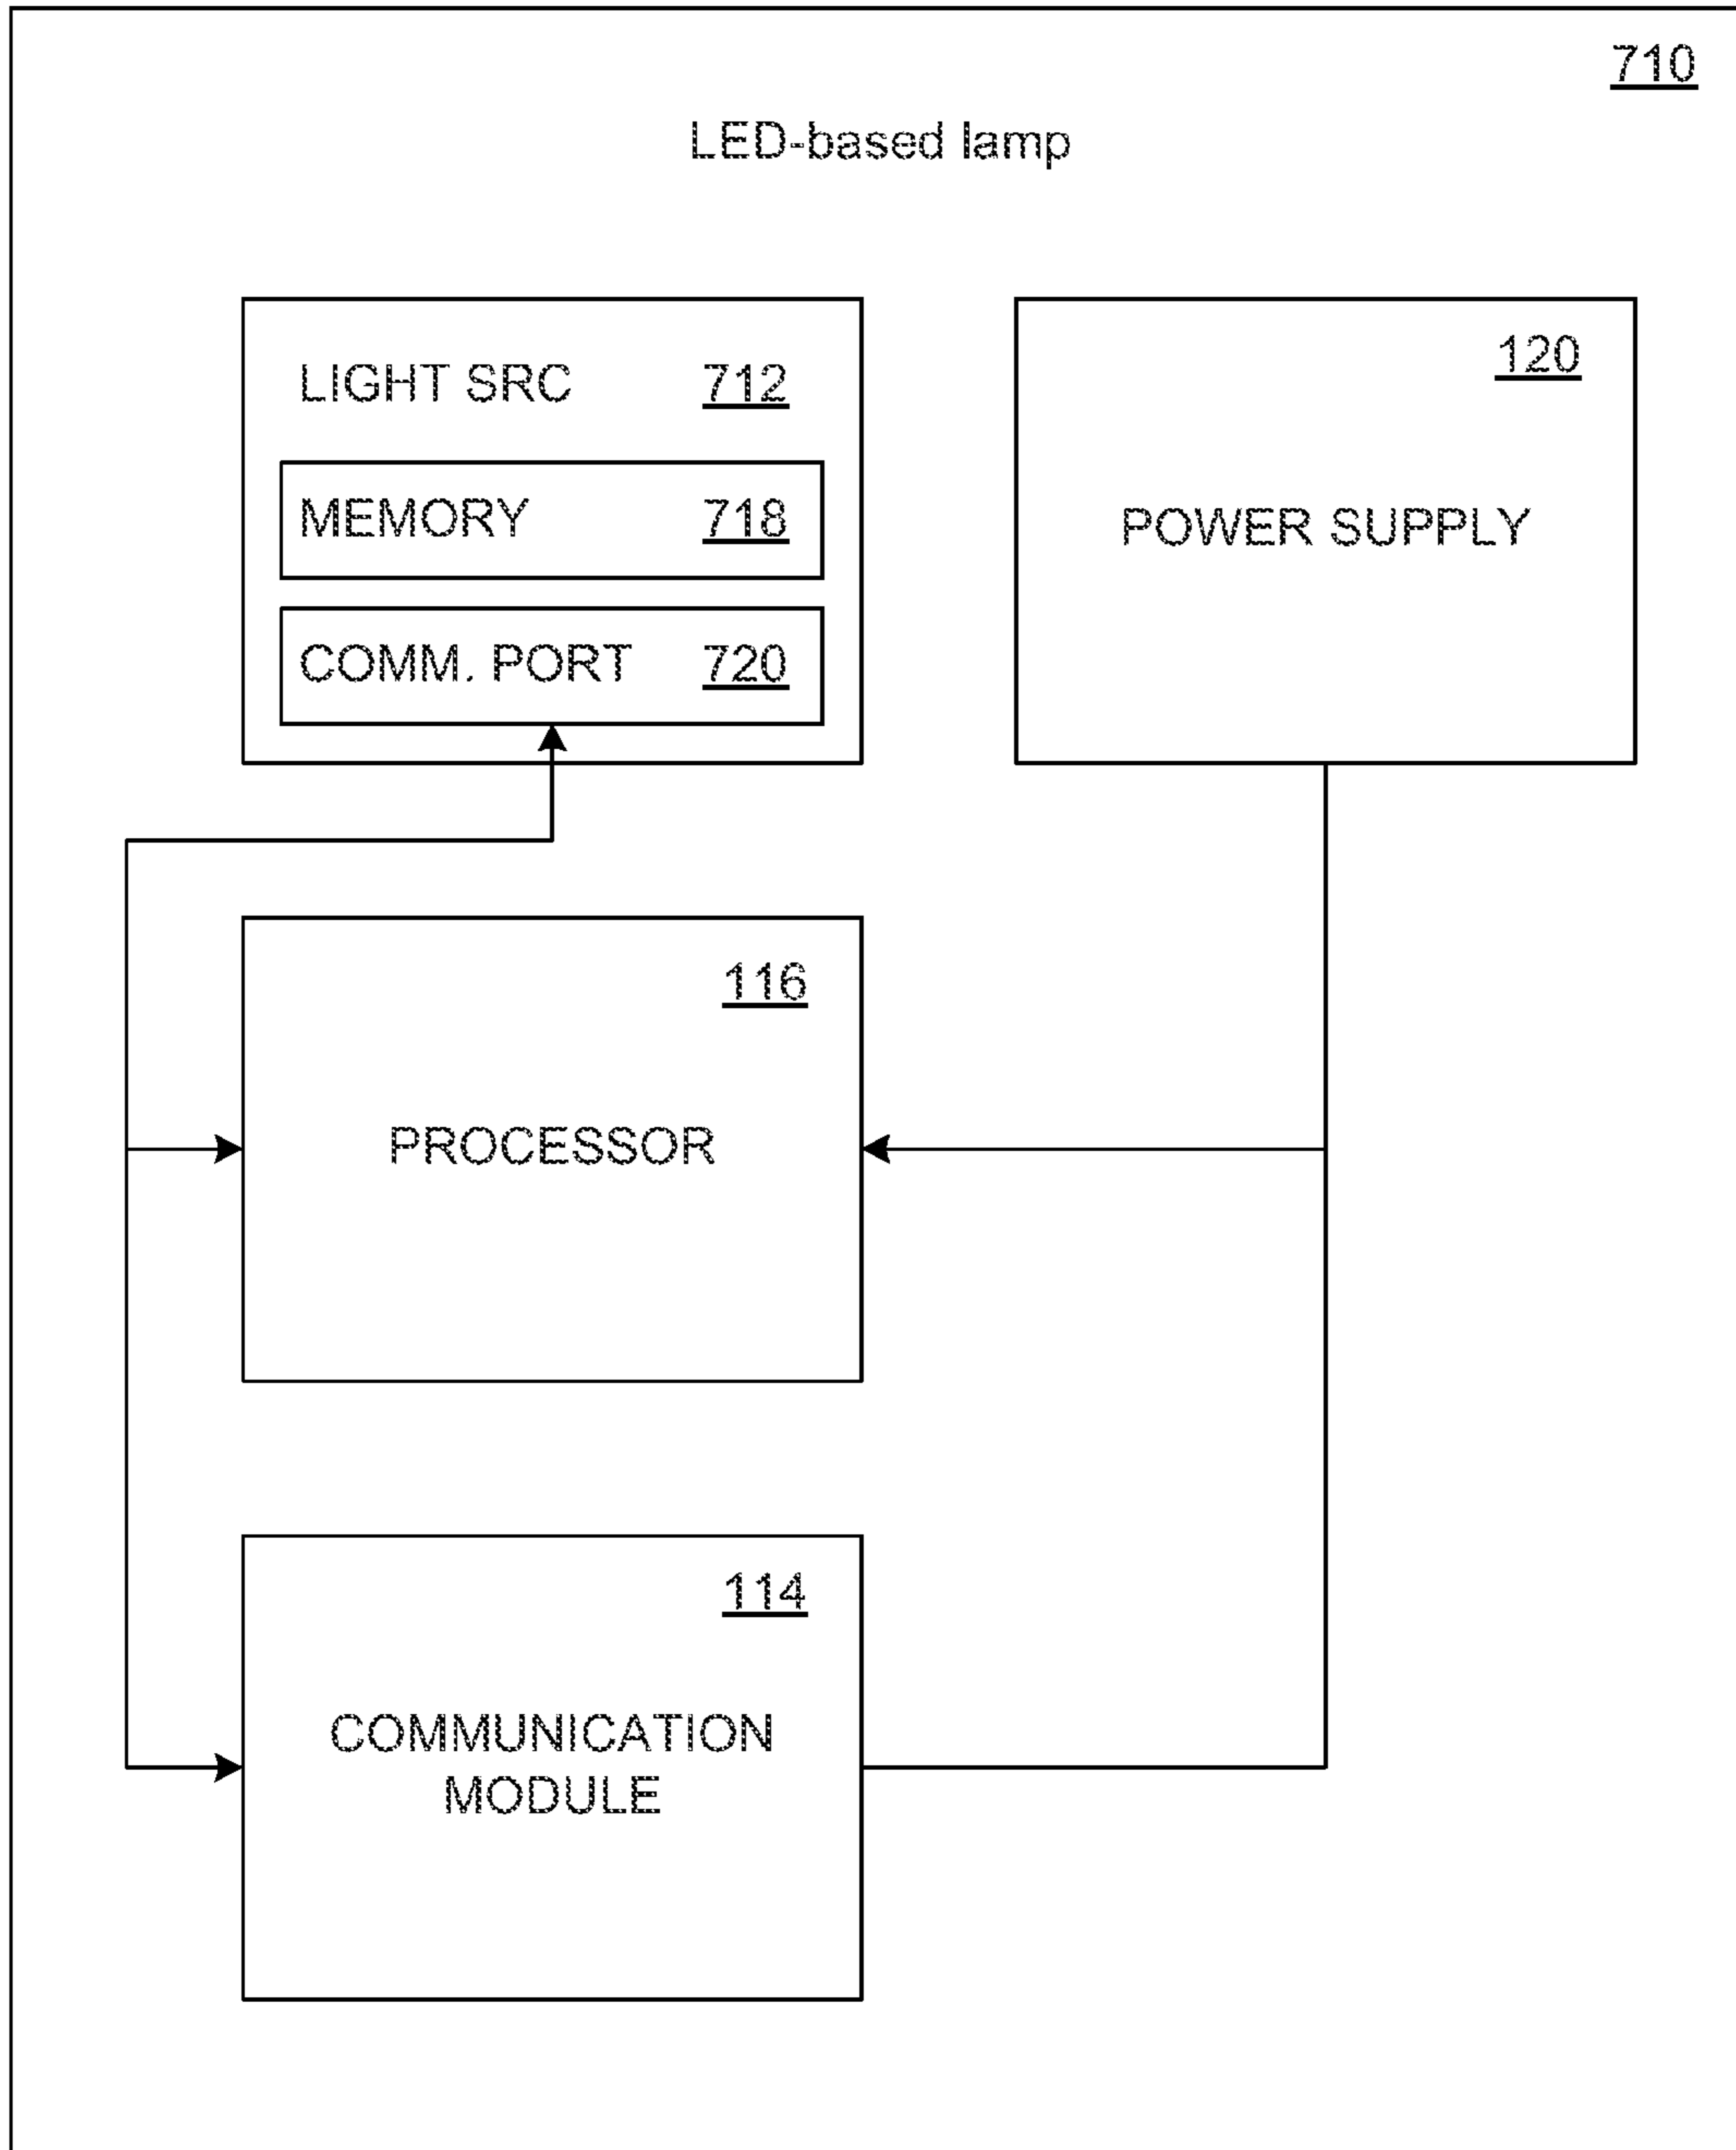 710
LED-based lamp
LIGHT SRC 712
MEMORY 718
COMM. PORT 720
120
POWER SUPPLY
116
PROCESSOR
114
COMMUNICATION
MODULE